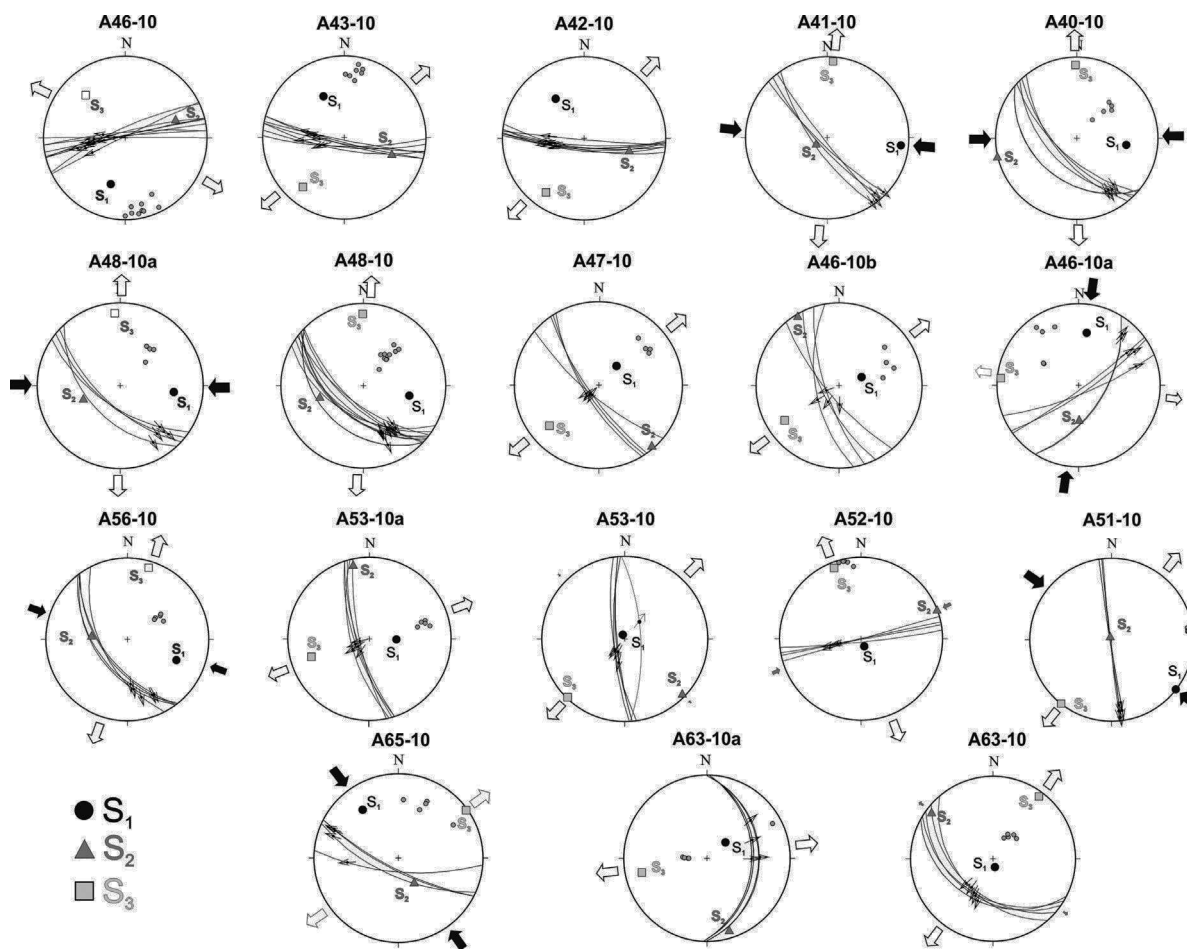 A46-10 A43-10 A42-10 A41-10 A40-10
N N N N N
S3 S2 S1
S1 S2 S3
S1 S2 S3
S3 S2 S1
S3 S2 S1
A48-10a A48-10 A47-10 A46-10b A46-10a
N N N N N
S3 S2 S1
S3 S2 S1
S1 S3 S2
S2 S1 S3
S1 S3 S2
A56-10 A53-10a A53-10 A52-10 A51-10
N N N N N
S3 S2 S1
S2 S1 S3
S1 S2 S3
S3 S2 S1
S2 S1 S3
A65-10 A63-10a A63-10
N N N
S1 S3 S2
S1 S3 S2
S3 S2 S1
S1
S2
S3